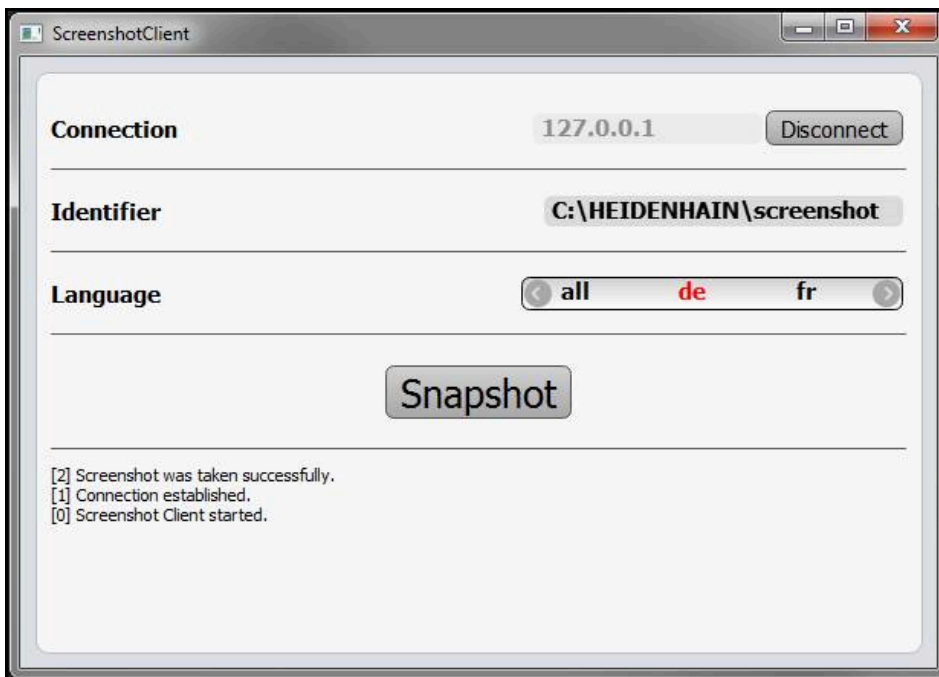 ScreenshotClient
Connection 127.0.0.1 Disconnect
Identifier C:\HEIDENHAIN\screenshot
Language all de fr
Snapshot
[2] Screenshot was taken successfully.
[1] Connection established.
[0] Screenshot Client started.